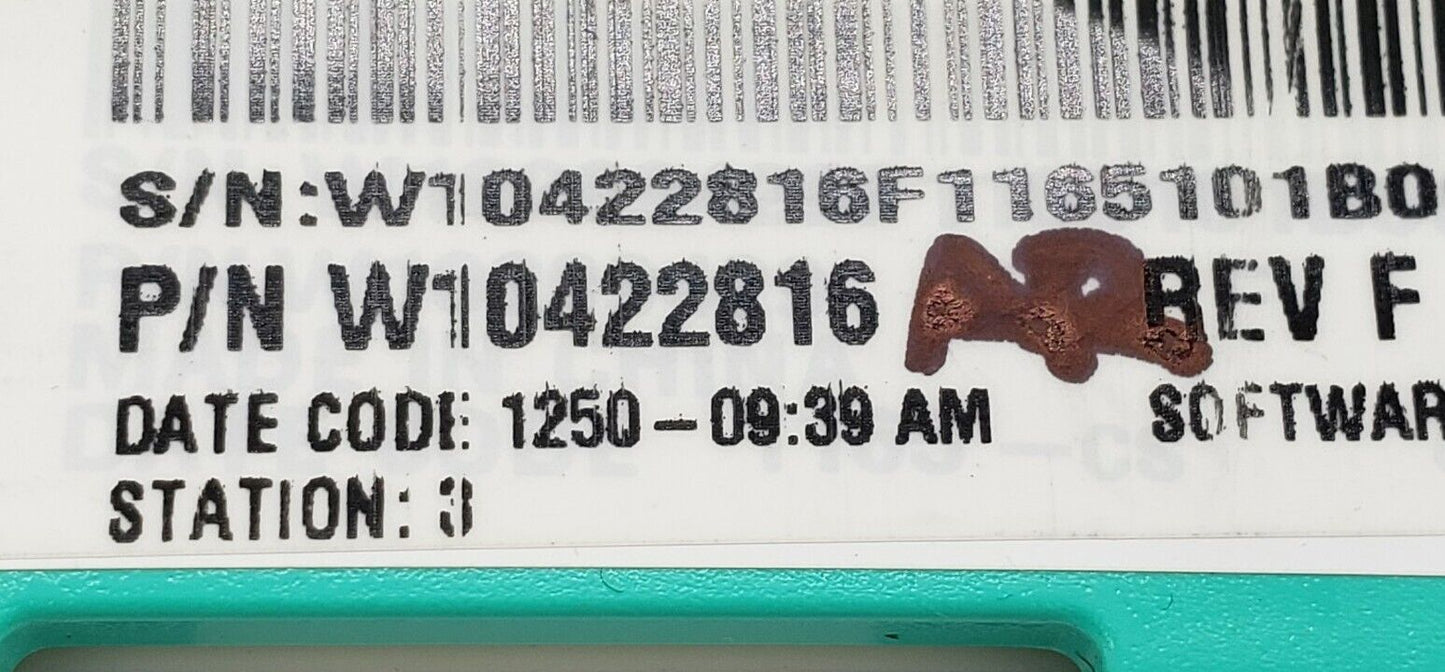 S/N:W10422816F1165101B0
P/N W10422816 REV F
DATE CODE: 1250-09:39 AM SOFTWAR
STATION: 3